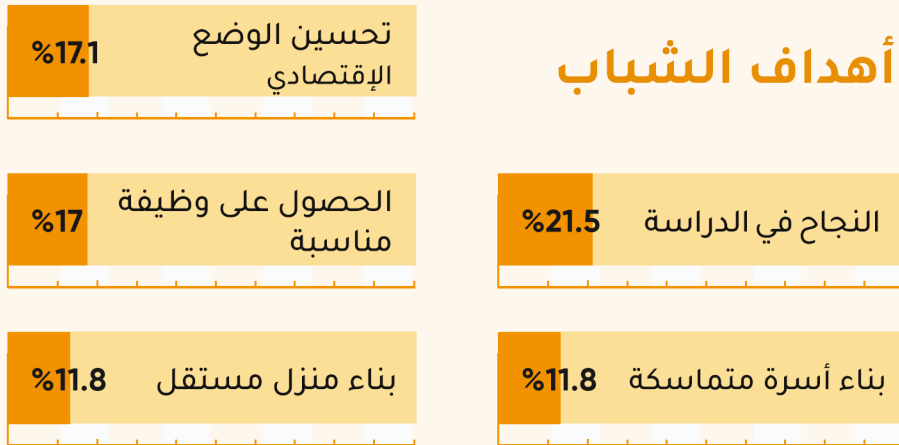 أهداف الشباب
النجاح في الدراسة %21.5
بناء أسرة متماسكة %11.8
تحسين الوضع
الإقتصادي
%17.1
الحصول على وظيفة
مناسبة
%17
بناء منزل مستقل %11.8